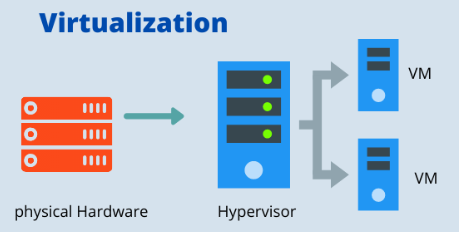 Virtualization
VM
physical Hardware
Hypervisor
VM